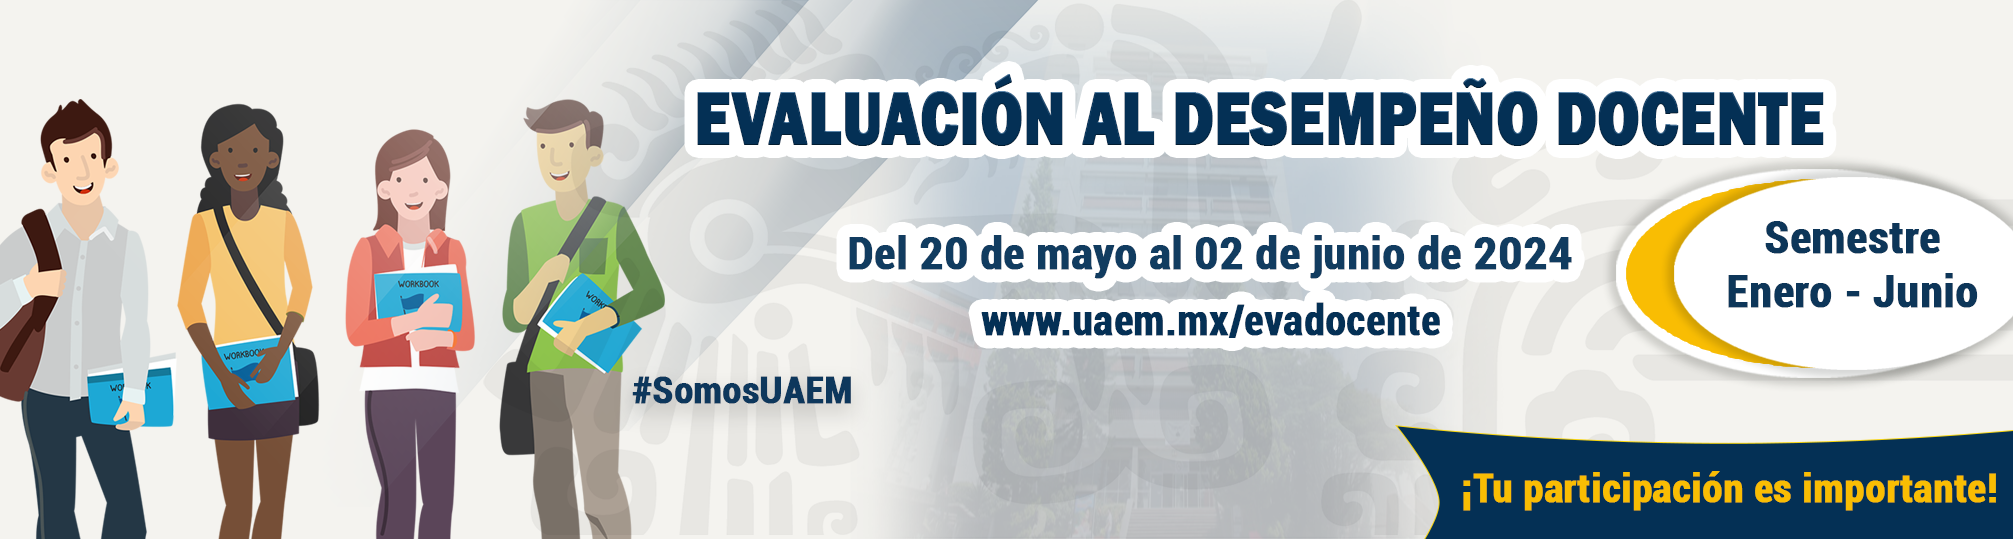 EVALUACIÓN AL DESEMPEÑO DOCENTE
Del 20 de mayo al 02 de junio de 2024
www.uaem.mx/evadocente
Semestre
Enero - Junio
#SomosUAEM
¡Tu participación es importante!
WORKBOOK
WORKBOOK
WORKBOOK